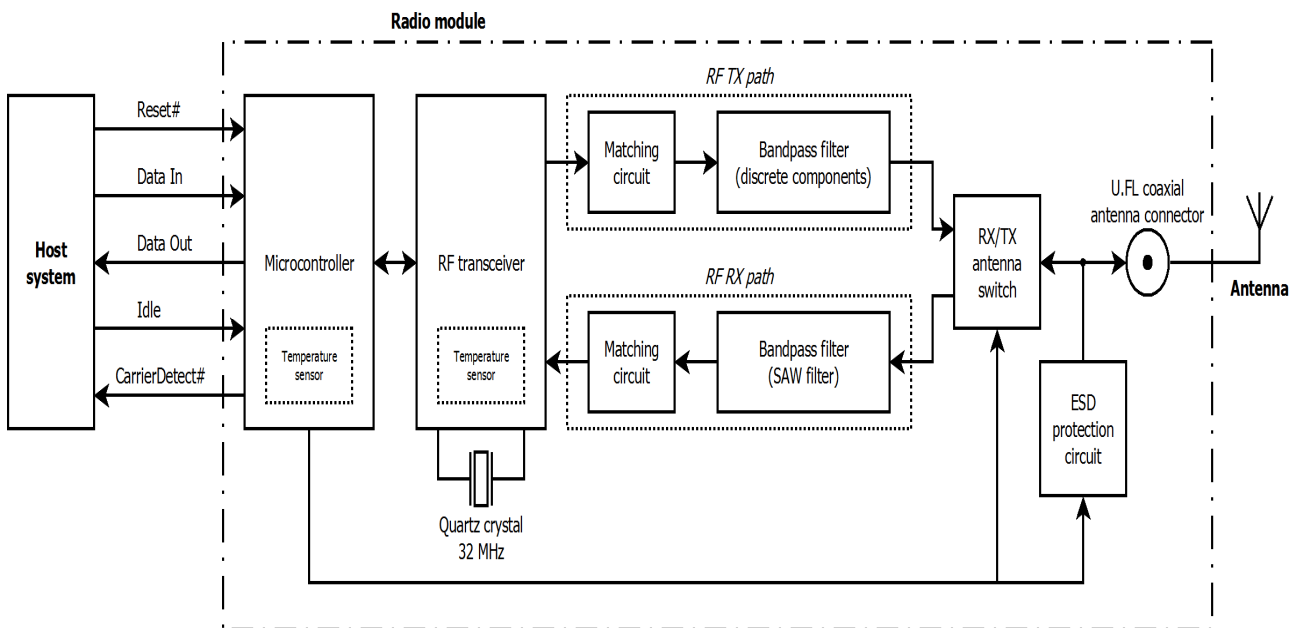 Radio module
RF TX path
Reset#
Data In
Data Out
Idle
CarrierDetect#
Host
system
Microcontroller
Temperature
sensor
RF transceiver
Temperature
sensor
Quartz crystal
32 MHz
Matching
circuit
Bandpass filter
(discrete components)
RF RX path
Matching
circuit
Bandpass filter
(SAW filter)
RX/TX
antenna
switch
U.FL coaxial
antenna connector
Antenna
ESD
protection
circuit